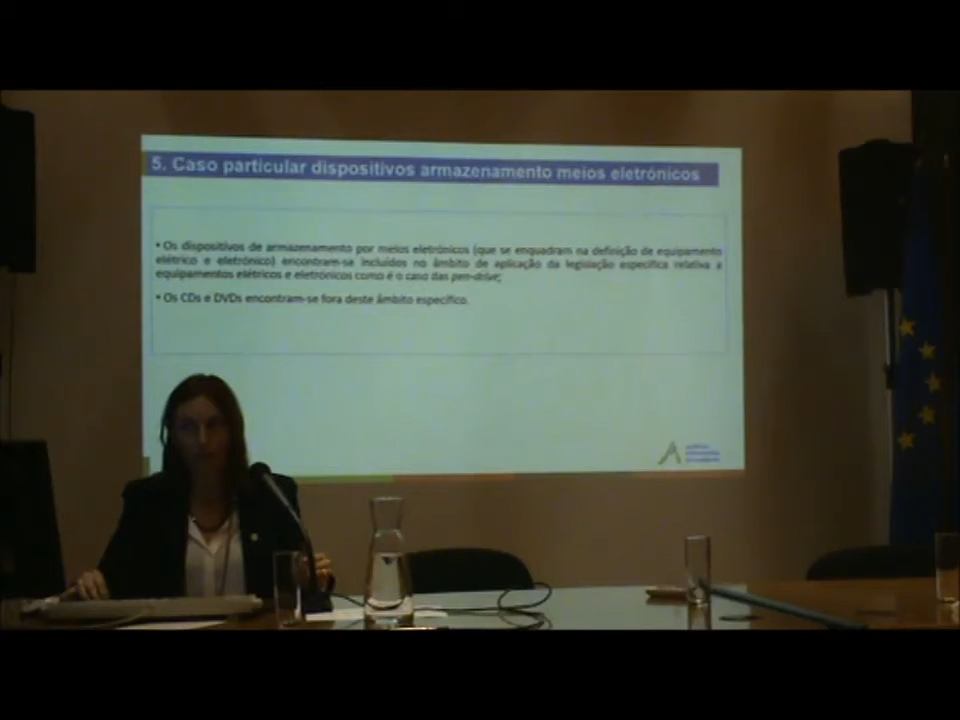 5. Caso particular dispositivos armazenamento meios eletrónicos
• Os dispositivos de armazenamento por meios eletrónicos (que se enquadram na definição de equipamento
elétrico e eletrónico) encontram-se incluídos no âmbito de aplicação da legislação específica relativa a
equipamentos elétricos e eletrónicos como é o caso das pen-drive;
• Os CDs e DVDs encontram-se fora deste âmbito específico.